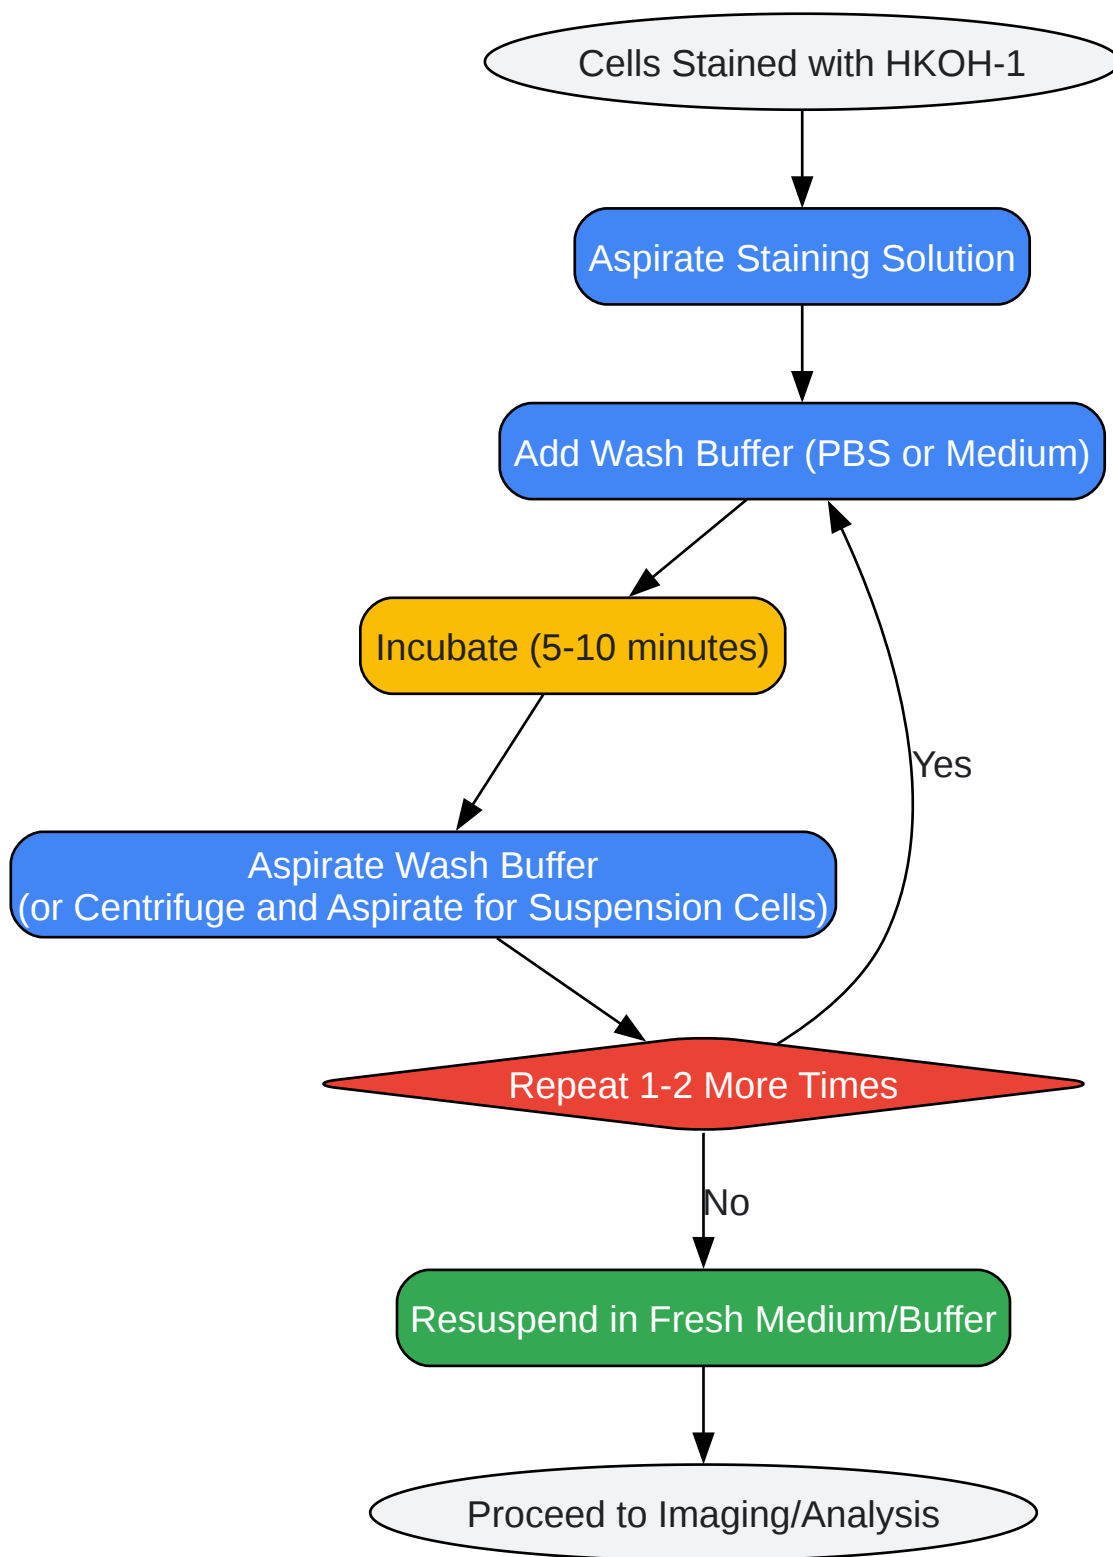 Cells Stained with HKOH-1
Aspirate Staining Solution
Add Wash Buffer (PBS or Medium)
Incubate (5-10 minutes)
Yes
Aspirate Wash Buffer
(or Centrifuge and Aspirate for Suspension Cells)
Repeat 1-2 More Times
No
Resuspend in Fresh Medium/Buffer
Proceed to Imaging/Analysis